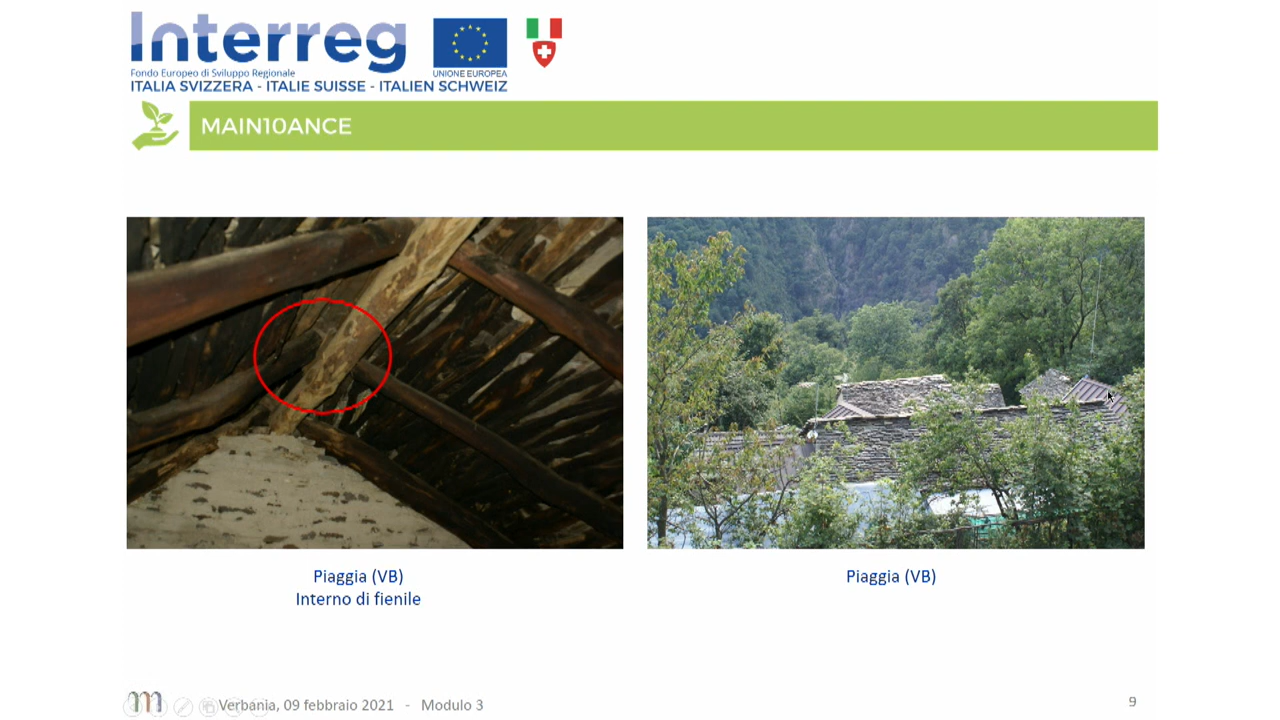 Interreg
Fondo Europeo di Sviluppo Regionale
UNIONE EUROPEA
ITALIA SVIZZERA - ITALIE SUISSE - ITALIEN SCHWEIZ
MAIN10ANCE
Piaggia (VB)
Interno di fienile
Piaggia (VB)
Verbania, 09 febbraio 2021 - Modulo 3
9